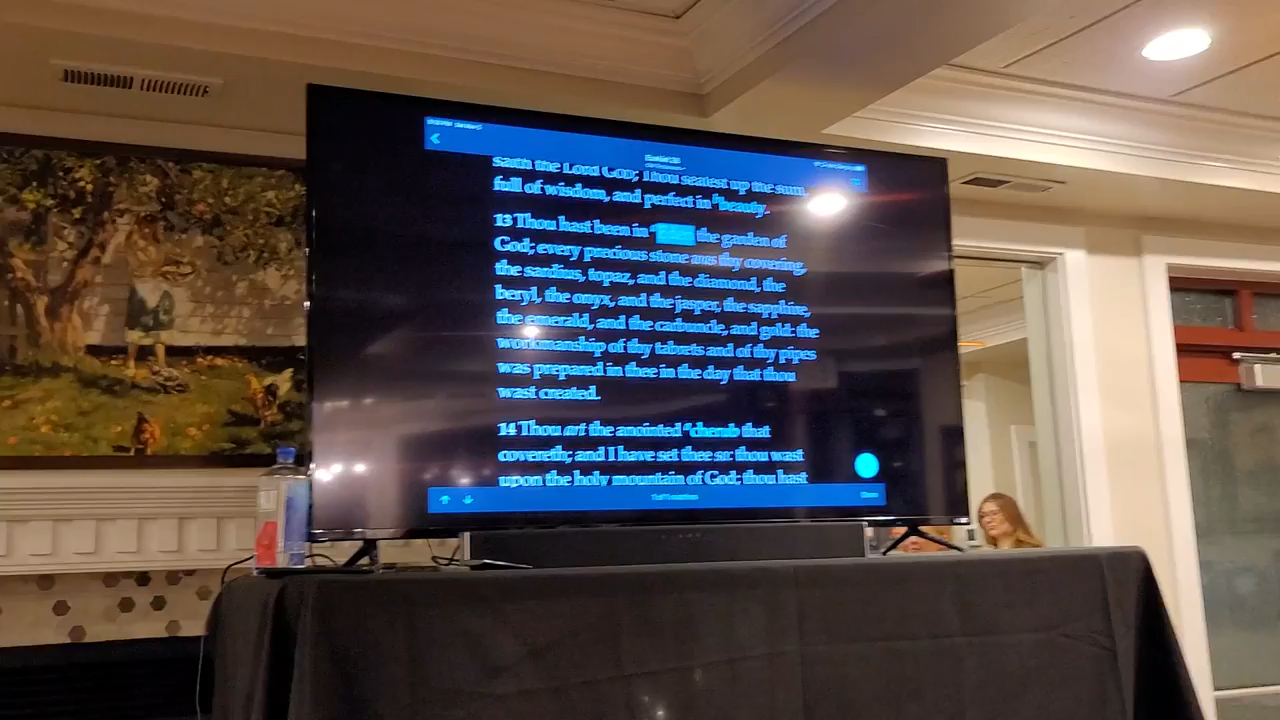 saith the Lord GOD; Thou sealest up the sum,
full of wisdom, and perfect in beauty.
13 Thou hast been in Eden the garden of
God; every precious stone was thy covering,
the sardius, topaz, and the diamond, the
beryl, the onyx, and the jasper, the sapphire,
the emerald, and the carbuncle, and gold: the
workmanship of thy tabrets and of thy pipes
was prepared in thee in the day that thou
wast created.
14 Thou art the anointed cherub that
covereth; and I have set thee so: thou wast
upon the holy mountain of God; thou hast